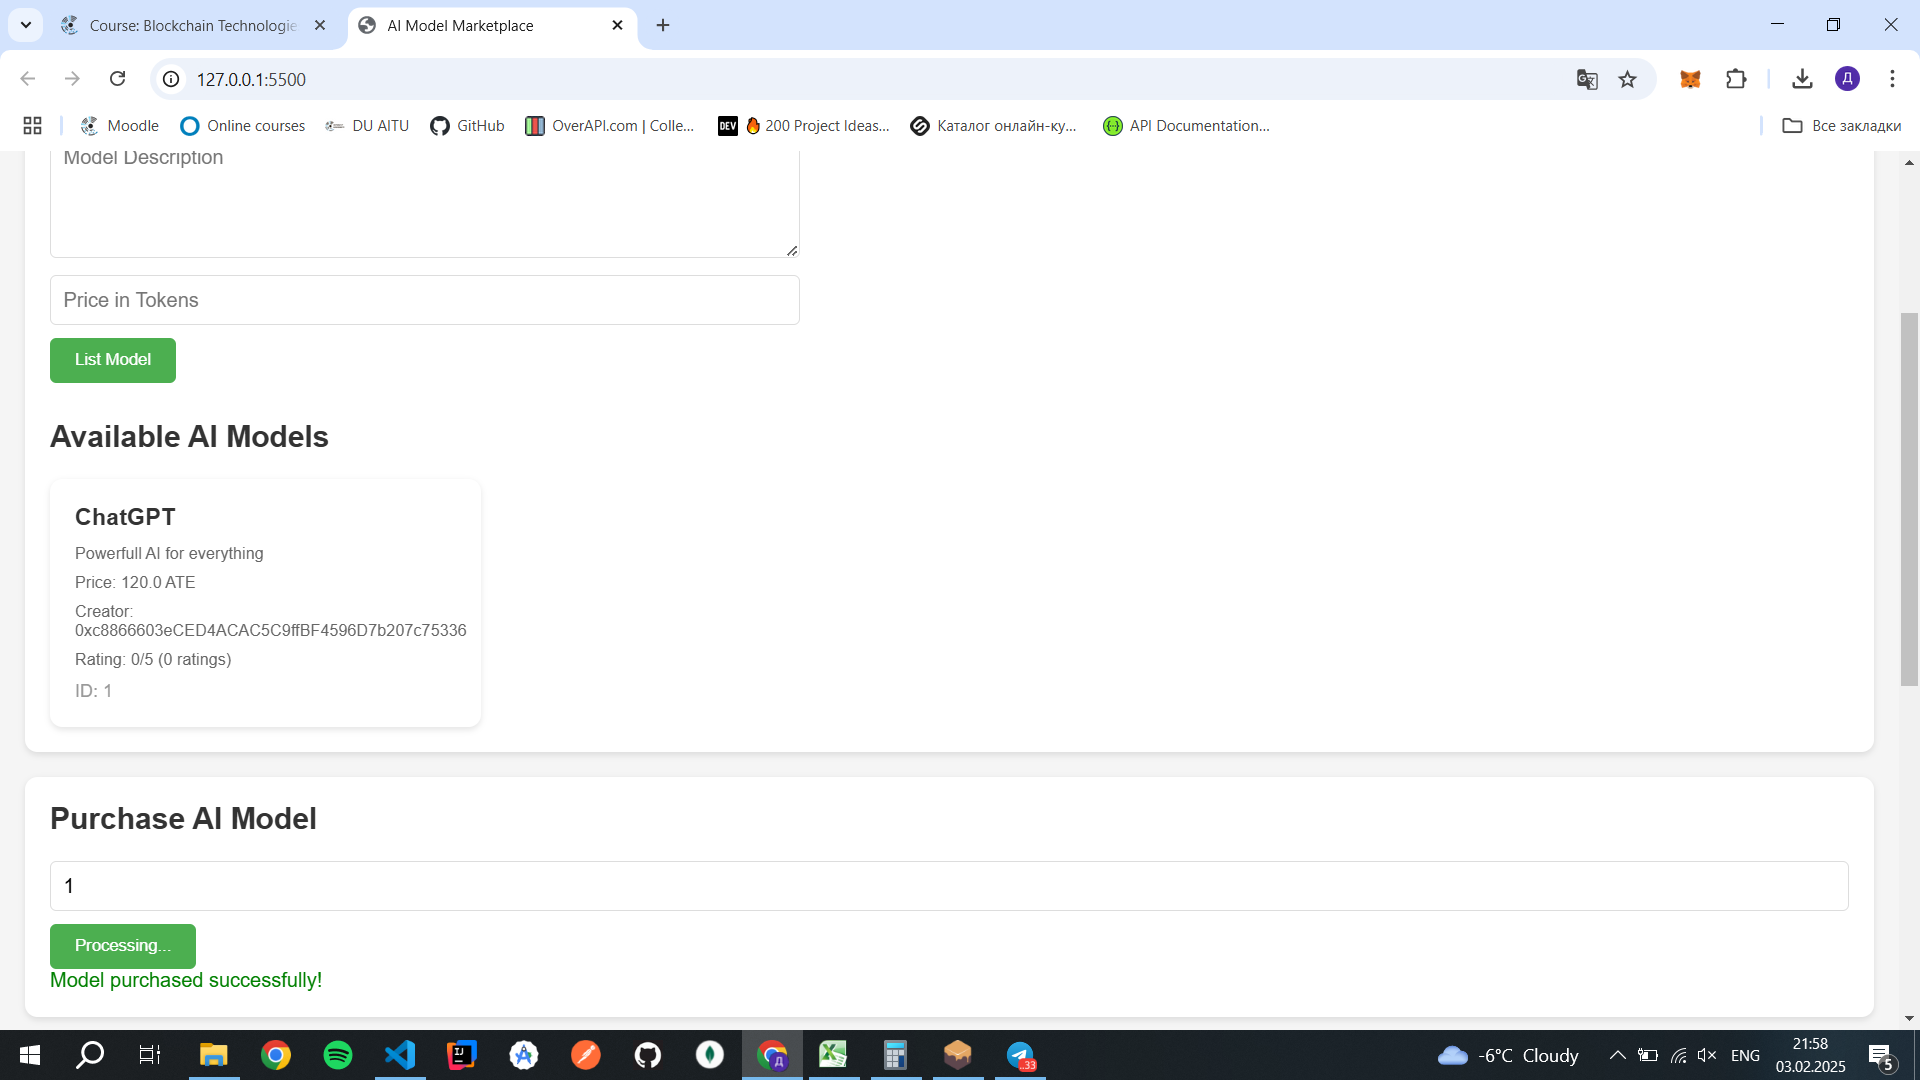 Course: Blockchain Technologie
AI Model Marketplace
127.0.0.1:5500
Д
Moodle
Online courses
DU AITU
GitHub
OverAPI.com | Colle...
DEV
🔥 200 Project Ideas...
Каталог онлайн-ку...
API Documentation...
Все закладки
Model Description
Price in Tokens
List Model
Available AI Models
ChatGPT
Powerfull AI for everything
Price: 120.0 ATE
Creator:
0xc8866603eCED4ACAC5C9ffBF4596D7b207c75336
Rating: 0/5 (0 ratings)
ID: 1
Purchase AI Model
1
Processing...
Model purchased successfully!
-6°C Cloudy
ENG
21:58
03.02.2025
5